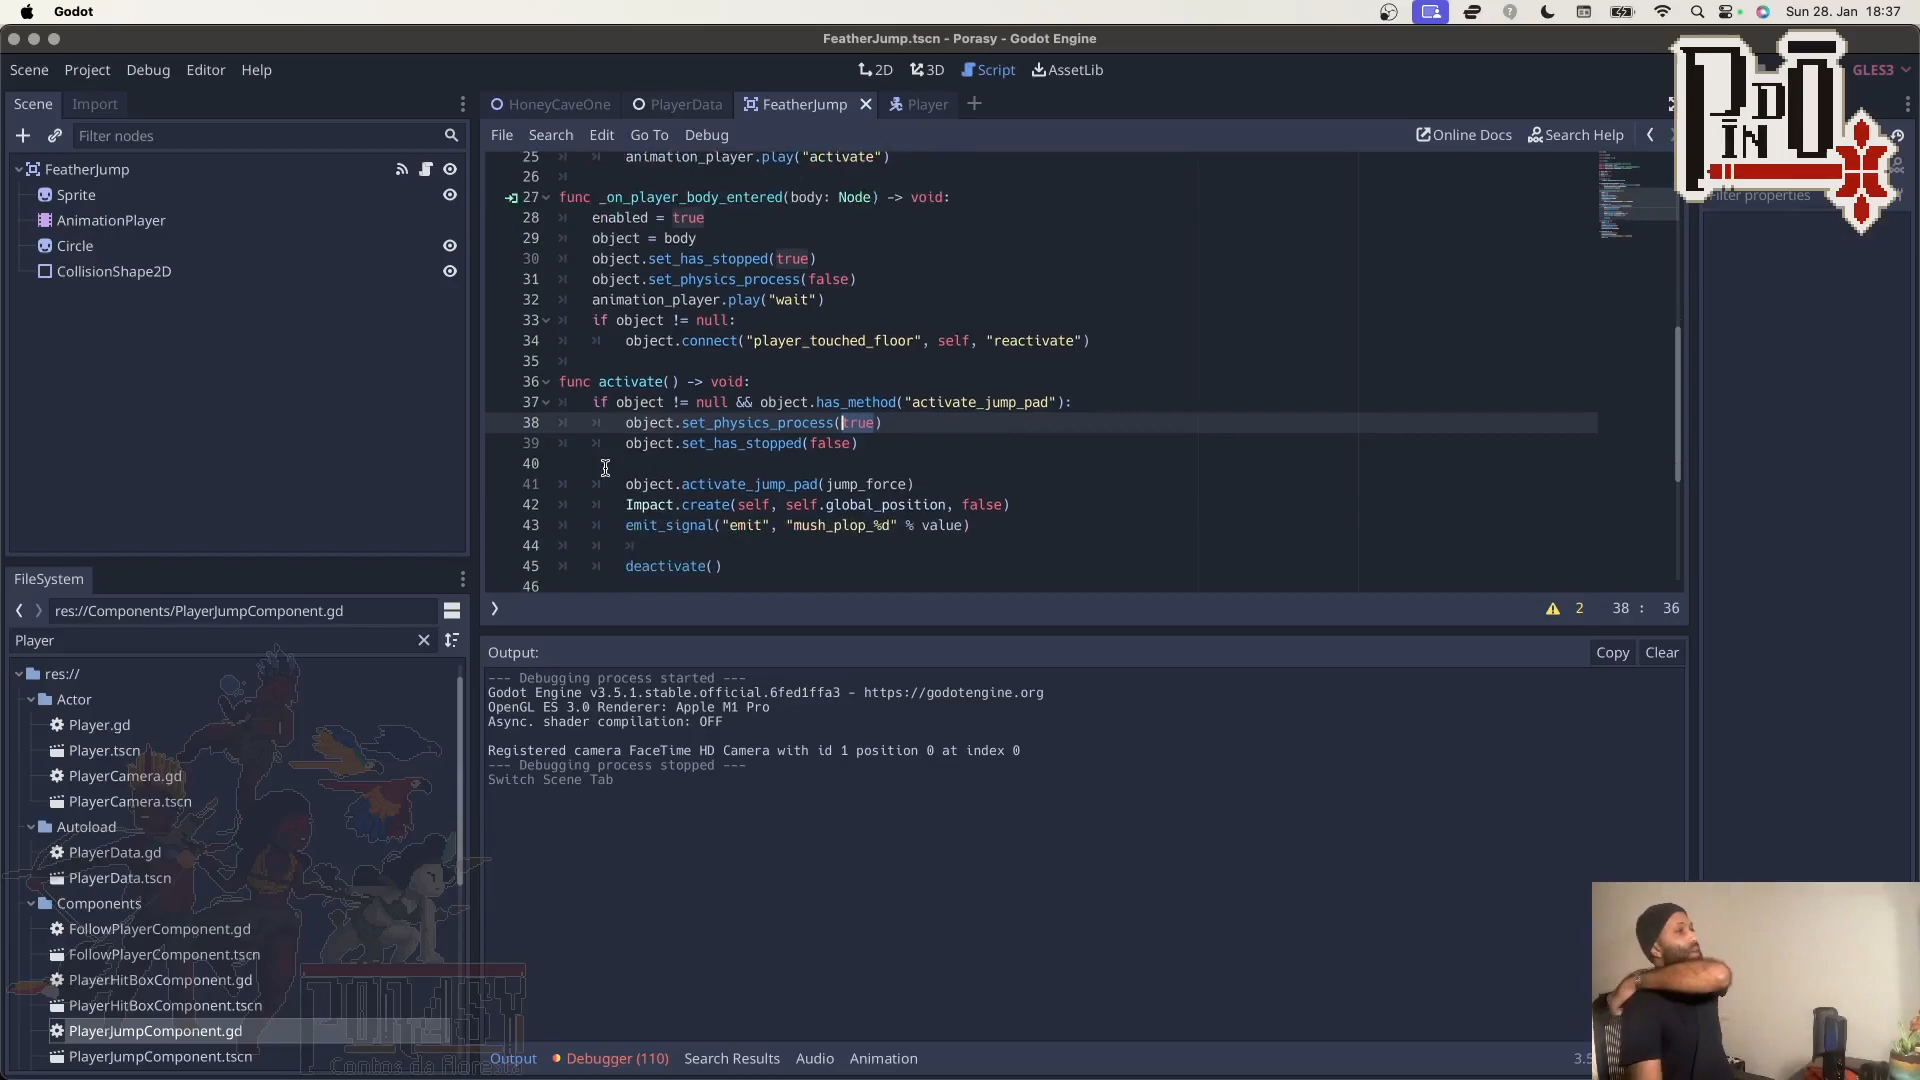 Godot
Sun 28. Jan 18:37
FeatherJump.tscn - Porasy - Godot Engine
Scene Project Debug Editor Help
2D 3D Script AssetLib
GLES3
PINDO
Scene Import
HoneyCaveOne PlayerData FeatherJump Player
Filter nodes
File Search Edit Go To Debug
Online Docs Search Help
Filter properties
FeatherJump
Sprite
AnimationPlayer
Circle
CollisionShape2D
25 animation_player.play("activate")
26
27 func _on_player_body_entered(body: Node) -> void:
28 enabled = true
29 object = body
30 object.set_has_stopped(true)
31 object.set_physics_process(false)
32 animation_player.play("wait")
33 if object != null:
34 object.connect("player_touched_floor", self, "reactivate")
35
36 func activate() -> void:
37 if object != null && object.has_method("activate_jump_pad"):
38 object.set_physics_process(true)
39 object.set_has_stopped(false)
40
41 object.activate_jump_pad(jump_force)
42 Impact.create(self, self.global_position, false)
43 emit_signal("emit", "mush_plop_%d" % value)
44
45 deactivate()
46
2 38 : 36
FileSystem
res://Components/PlayerJumpComponent.gd
Player
res://
Actor
Player.gd
Player.tscn
PlayerCamera.gd
PlayerCamera.tscn
Autoload
PlayerData.gd
PlayerData.tscn
Components
FollowPlayerComponent.gd
FollowPlayerComponent.tscn
PlayerHitBoxComponent.gd
PlayerHitBoxComponent.tscn
PlayerJumpComponent.gd
PlayerJumpComponent.tscn
PORASY
Contos da floresta
Output:
Copy Clear
--- Debugging process started ---
Godot Engine v3.5.1.stable.official.6fed1ffa3 - https://godotengine.org
OpenGL ES 3.0 Renderer: Apple M1 Pro
Async. shader compilation: OFF
Registered camera FaceTime HD Camera with id 1 position 0 at index 0
--- Debugging process stopped ---
Switch Scene Tab
Output Debugger (110) Search Results Audio Animation
3.5